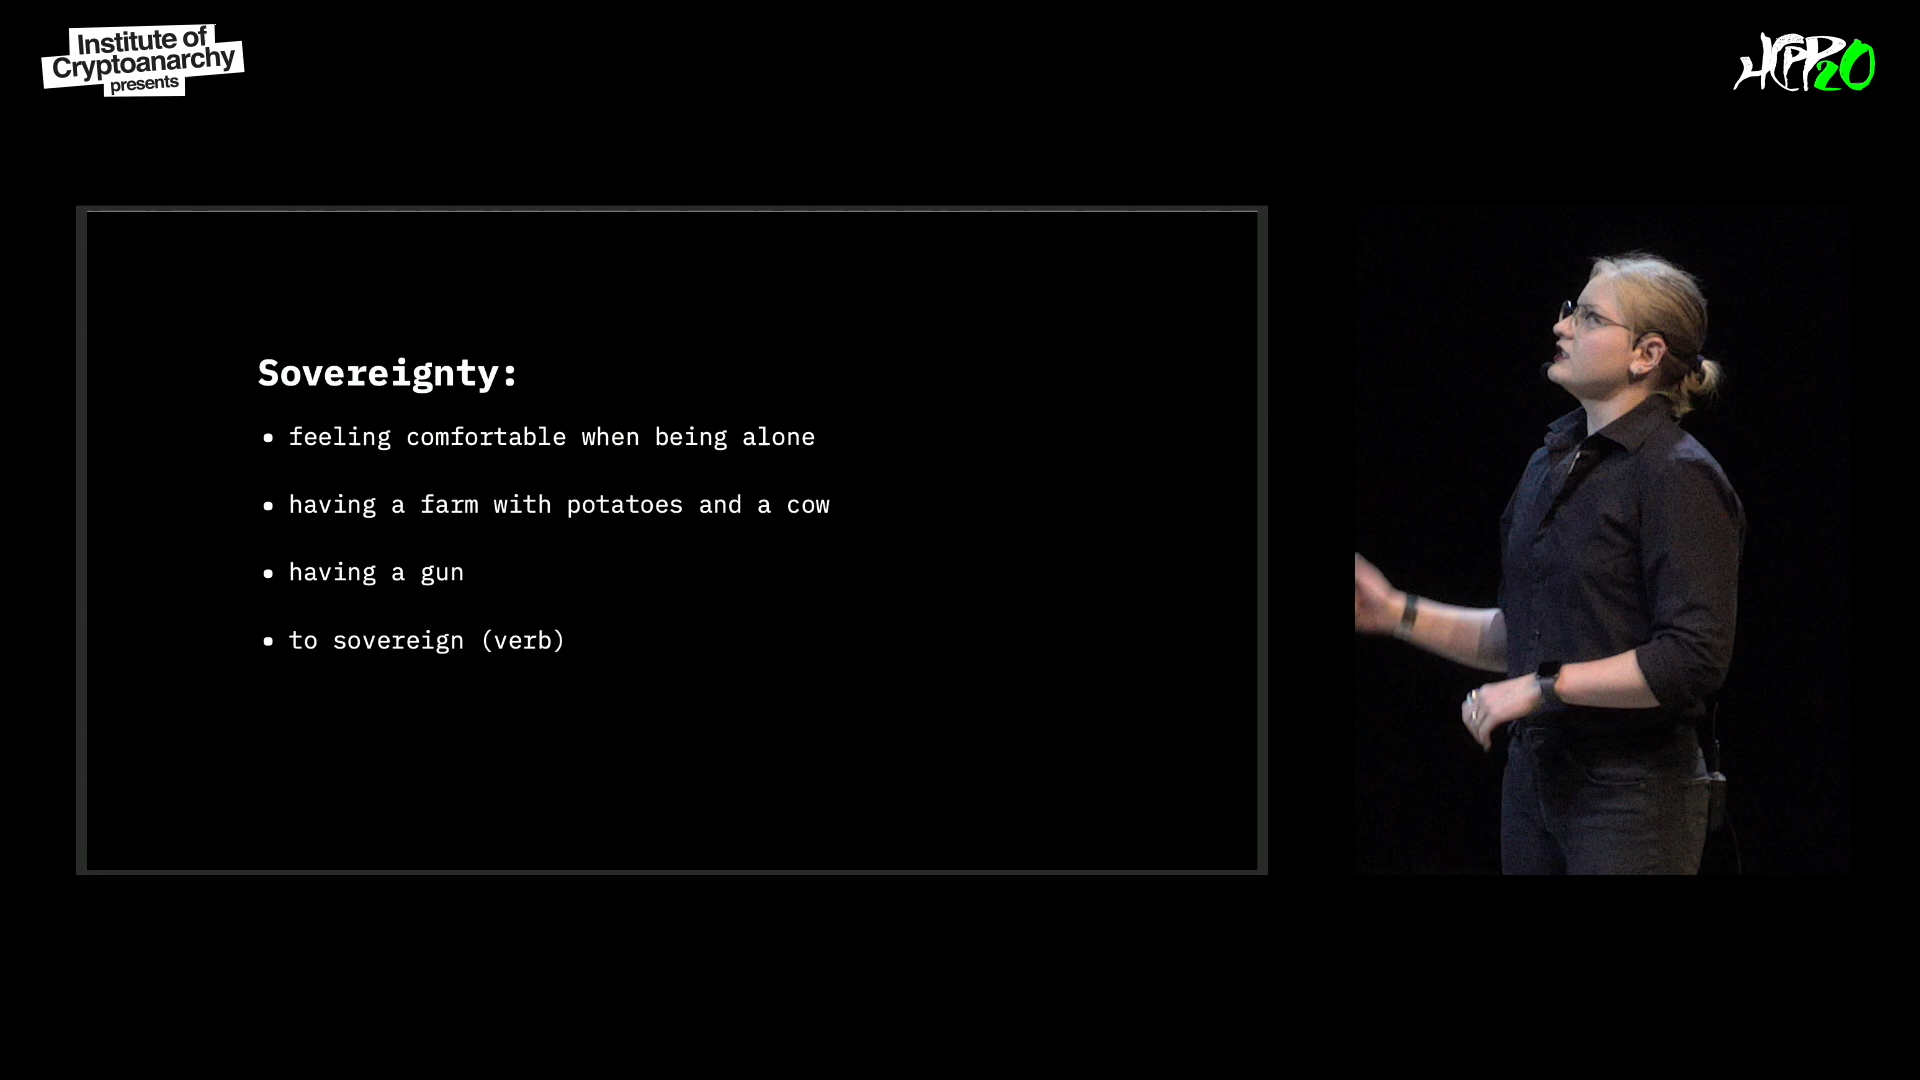 Institute of
Cryptoanarchy
presents
HCPP20
Sovereignty:
• feeling comfortable when being alone
• having a farm with potatoes and a cow
• having a gun
• to sovereign (verb)